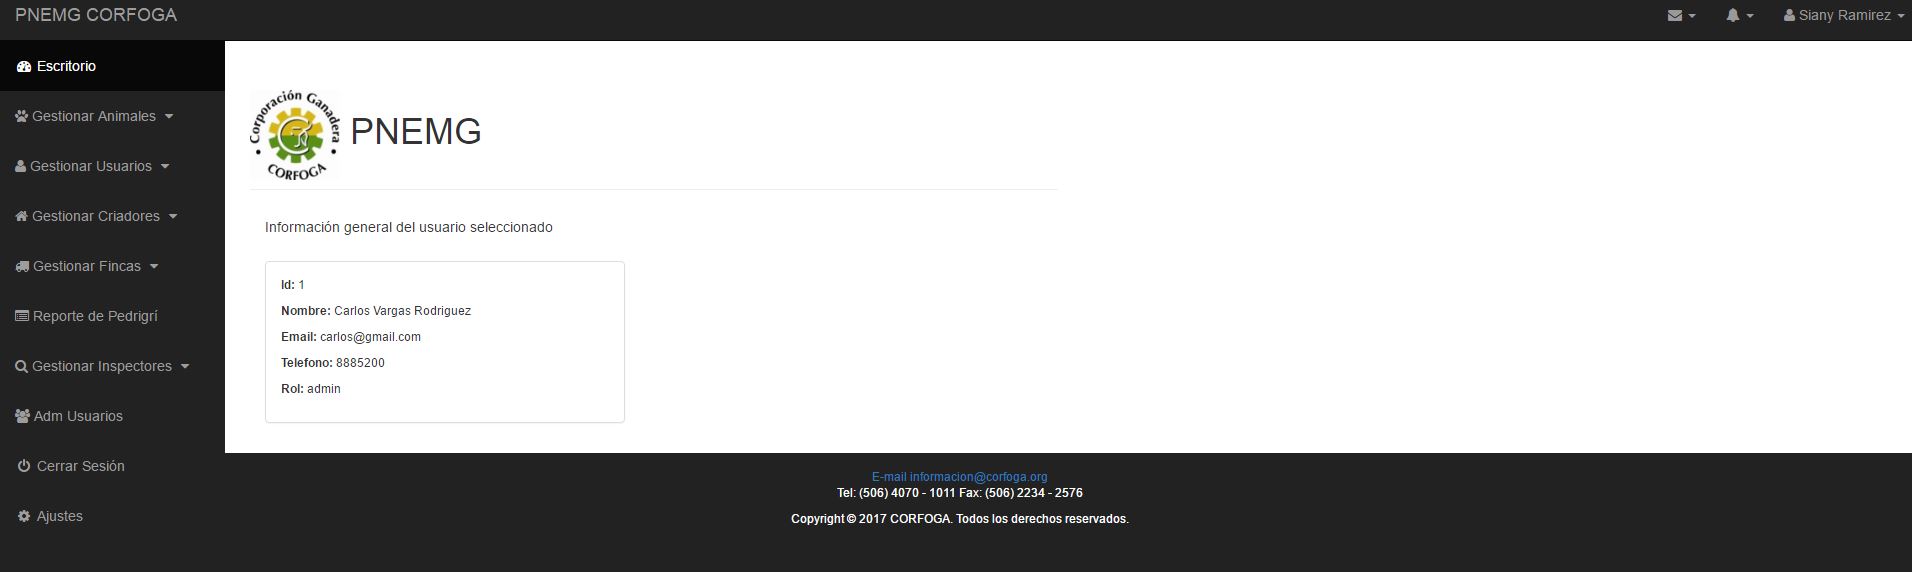 PNEMG CORFOGA
Siany Ramirez
Escritorio
Gestionar Animales
Gestionar Usuarios
Gestionar Criadores
Gestionar Fincas
Reporte de Pedrigrí
Gestionar Inspectores
Adm Usuarios
Cerrar Sesión
Ajustes
Corporación Ganadera
CORFOGA
PNEMG
Información general del usuario seleccionado
Id: 1
Nombre: Carlos Vargas Rodriguez
Email: carlos@gmail.com
Telefono: 8885200
Rol: admin
E-mail informacion@corfoga.org
Tel: (506) 4070 - 1011 Fax: (506) 2234 - 2576
Copyright © 2017 CORFOGA. Todos los derechos reservados.